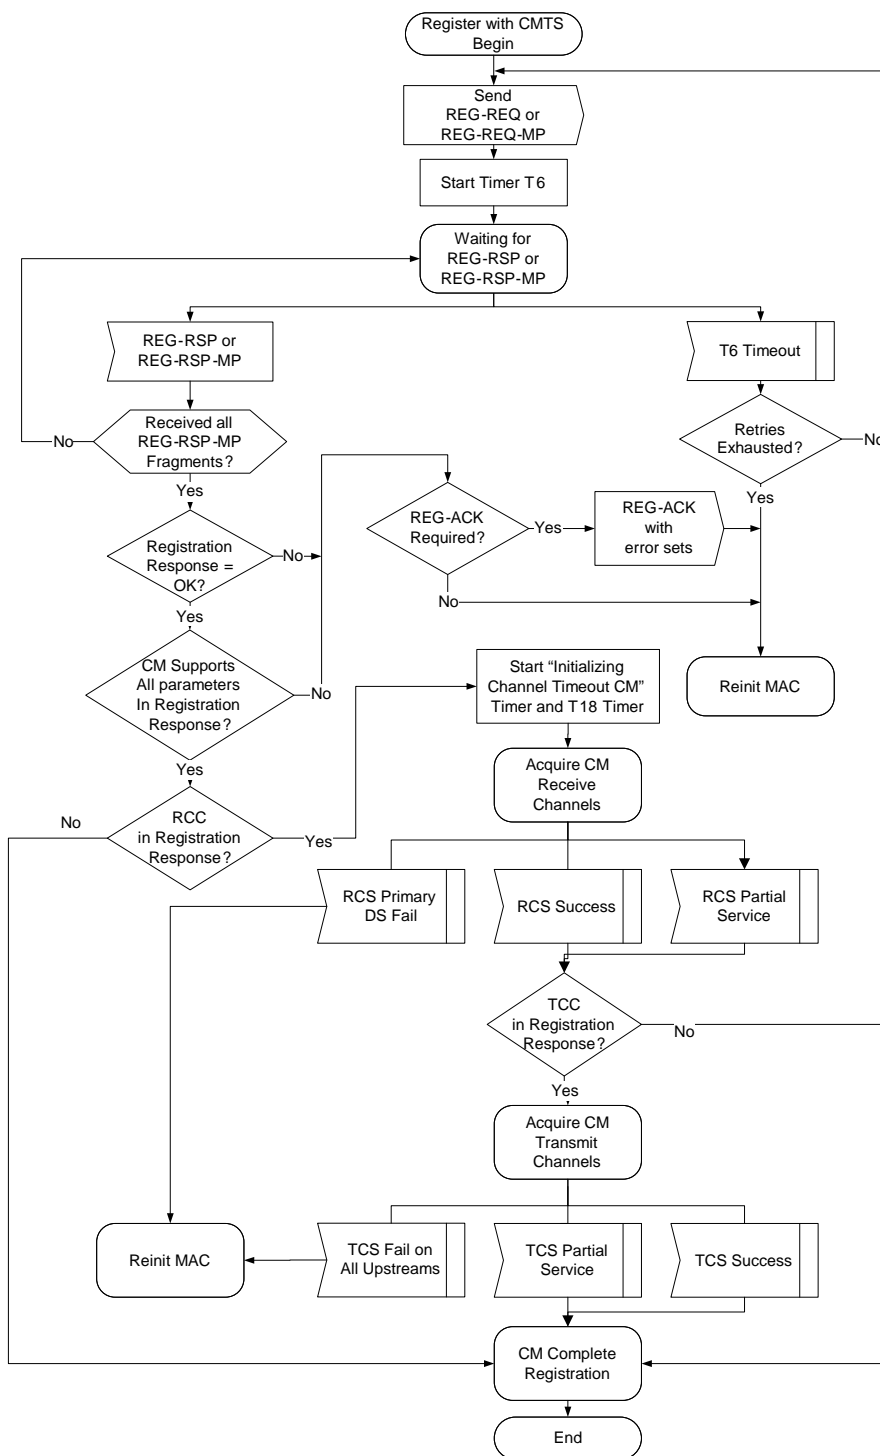 Register with CMTS
Begin
Send
REG-REQ or
REG-REQ-MP
Start Timer T6
Waiting for
REG-RSP or
REG-RSP-MP
REG-RSP or
REG-RSP-MP
T6 Timeout
Received all
REG-RSP-MP
Fragments?
No
Yes
Retries
Exhausted?
No
Yes
REG-ACK
Required?
Yes
No
REG-ACK
with
error sets
Registration
Response =
OK?
No
Yes
CM Supports
All parameters
In Registration
Response?
No
Yes
Start “Initializing
Channel Timeout CM”
Timer and T18 Timer
Reinit MAC
Acquire CM
Receive
Channels
RCC
in Registration
Response?
No
Yes
RCS Primary
DS Fail
RCS Success
RCS Partial
Service
TCC
in Registration
Response?
No
Yes
Acquire CM
Transmit
Channels
Reinit MAC
TCS Fail on
All Upstreams
TCS Partial
Service
TCS Success
CM Complete
Registration
End